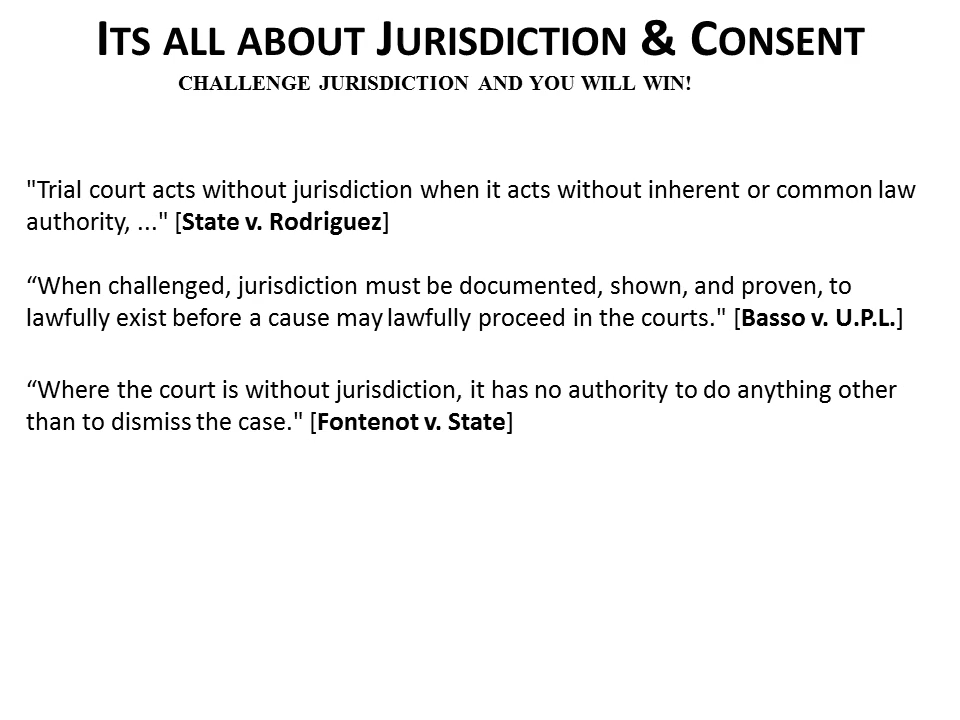 ITS ALL ABOUT JURISDICTION & CONSENT
CHALLENGE JURISDICTION AND YOU WILL WIN!
"Trial court acts without jurisdiction when it acts without inherent or common law
authority, ..." [State v. Rodriguez]
“When challenged, jurisdiction must be documented, shown, and proven, to
lawfully exist before a cause may lawfully proceed in the courts." [Basso v. U.P.L.]
“Where the court is without jurisdiction, it has no authority to do anything other
than to dismiss the case." [Fontenot v. State]